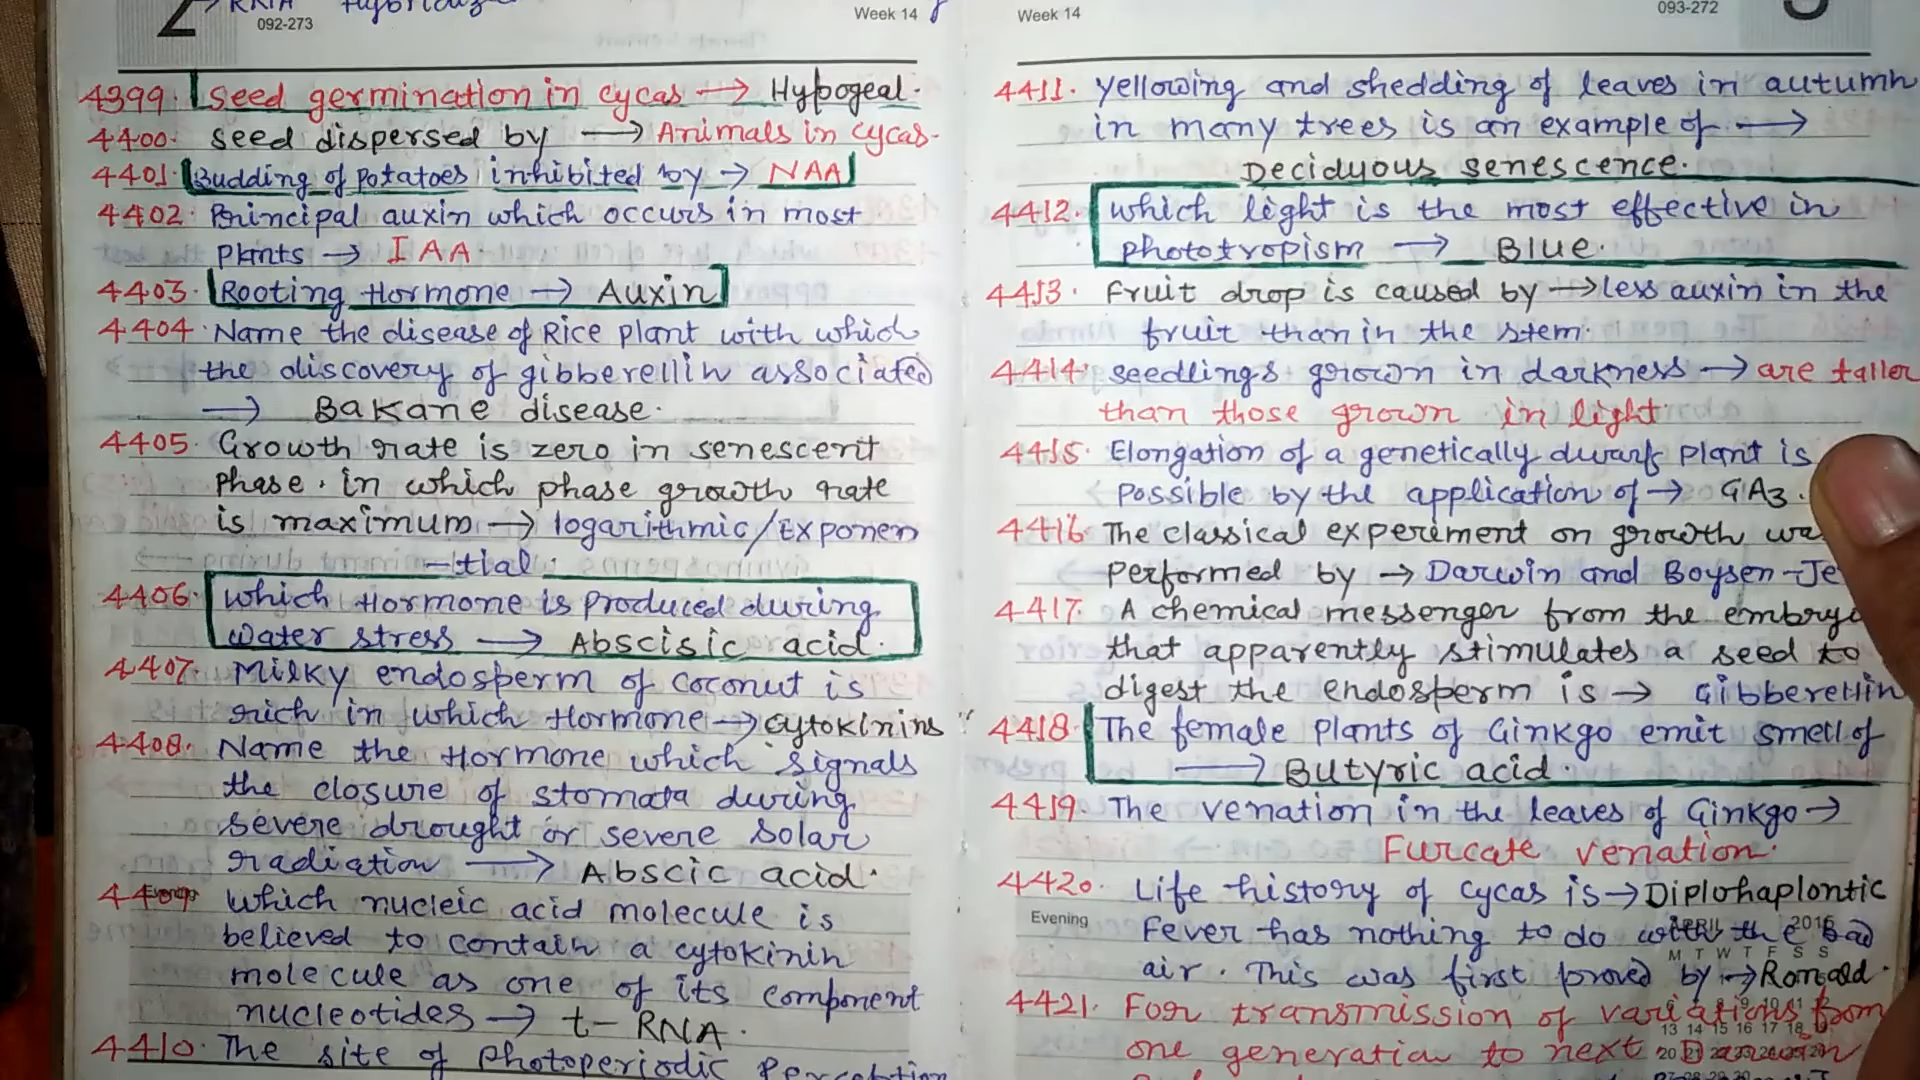 2 → RNA Hybridiz
092-273
Week 14
4399. Seed germination in cycas → Hypogeal.
4400. seed dispersed by → Animals in cycas.
4401. Budding of potatoes inhibited by → NAA
4402. Principal auxin which occurs in most
plants → IAA
4403. Rooting Hormone → Auxin
4404. Name the disease of Rice plant with which
the discovery of gibberellin associated
→ Bakane disease.
4405. Growth rate is zero in senescent
phase. in which phase growth rate
is maximum → logarithmic/Exponen
-tial.
4406. which Hormone is produced during
water stress → Abscisic acid.
4407. Milky endosperm of coconut is
rich in which Hormone → cytokinins
4408. Name the Hormone which signals
the closure of stomata during
severe drought or severe solar
radiation → Abscic acid.
4409 which nucleic acid molecule is
believed to contain a cytokinin
molecule as one of its component
nucleotides → t-RNA.
4410. The site of photoperiodic perception
Week 14
093-272
3
4411. Yellowing and shedding of leaves in autumn
in many trees is an example of →
Deciduous senescence.
4412. which light is the most effective in
phototropism → Blue.
4413. Fruit drop is caused by → less auxin in the
fruit than in the stem.
4414. seedlings grown in darkness → are taller
than those grown in light
4415. Elongation of a genetically dwarf plant is
possible by the application of → GA3.
4416. The classical experiment on growth wa
performed by → Darwin and Boysen-Je
4417. A chemical messenger from the embryo
that apparently stimulates a seed to
digest the endosperm is → Gibberellin
4418. The female plants of Ginkgo emit smell of
→ Butyric acid.
4419. The venation in the leaves of Ginkgo →
Furcate venation.
4420. Life history of cycas is → Diplohaplontic
Evening
Fever has nothing to do with the bad
APRIL 2016
M T W T F S S
air. This was first proved by → Ronald.
4421. For transmission of variations from
one generation to next Darwin